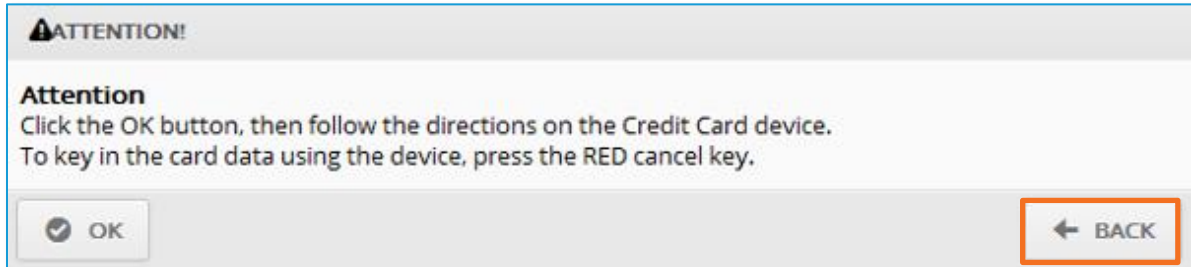 ATTENTION!
Attention
Click the OK button, then follow the directions on the Credit Card device.
To key in the card data using the device, press the RED cancel key.
OK
BACK